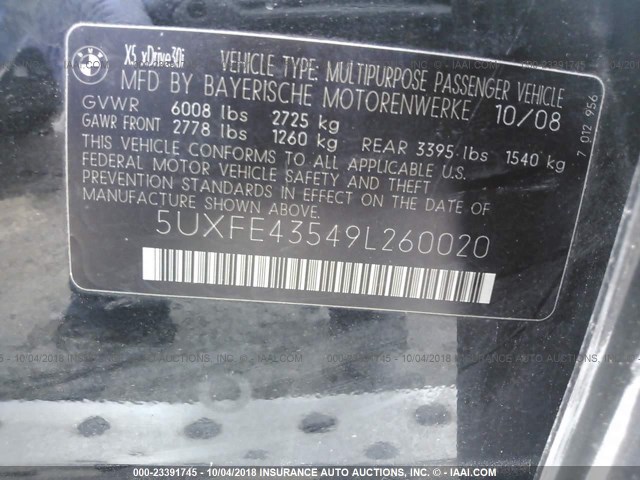 BMW
X5 xDrive30i
VEHICLE TYPE: MULTIPURPOSE PASSENGER VEHICLE
MFD BY BAYERISCHE MOTORENWERKE 10/08
GVWR 6008 lbs 2725 kg
GAWR FRONT 2778 lbs 1260 kg REAR 3395 lbs 1540 kg
THIS VEHICLE CONFORMS TO ALL APPLICABLE U.S.
FEDERAL MOTOR VEHICLE SAFETY AND THEFT
PREVENTION STANDARDS IN EFFECT ON THE DATE OF
MANUFACTURE SHOWN ABOVE.
7 012 956
5UXFE43549L260020
000-23391745 - 10/04/2018 INSURANCE AUTO AUCTIONS, INC. - © - IAAI.COM